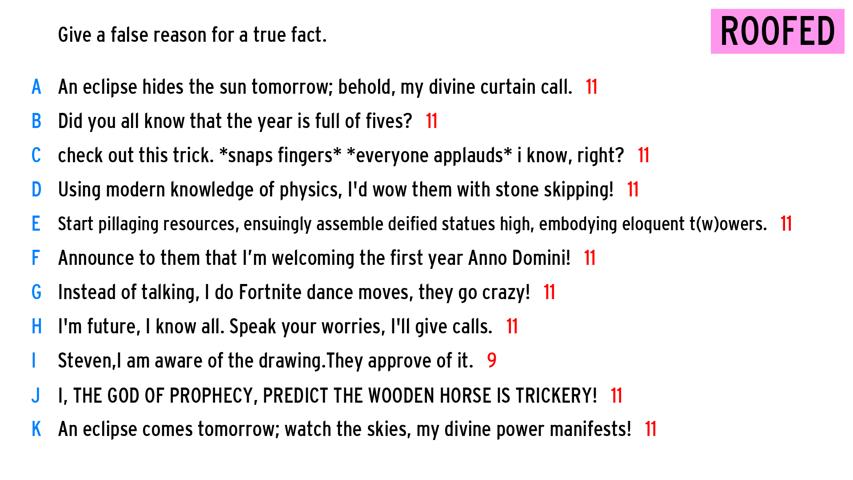 Give a false reason for a true fact.
ROOFED
A An eclipse hides the sun tomorrow; behold, my divine curtain call. 11
B Did you all know that the year is full of fives? 11
C check out this trick. *snaps fingers* *everyone applauds* i know, right? 11
D Using modern knowledge of physics, I'd wow them with stone skipping! 11
E Start pillaging resources, ensuingly assemble deified statues high, embodying eloquent t(w)owers. 11
F Announce to them that I’m welcoming the first year Anno Domini! 11
G Instead of talking, I do Fortnite dance moves, they go crazy! 11
H I'm future, I know all. Speak your worries, I'll give calls. 11
I Steven,I am aware of the drawing.They approve of it. 9
J I, THE GOD OF PROPHECY, PREDICT THE WOODEN HORSE IS TRICKERY! 11
K An eclipse comes tomorrow; watch the skies, my divine power manifests! 11